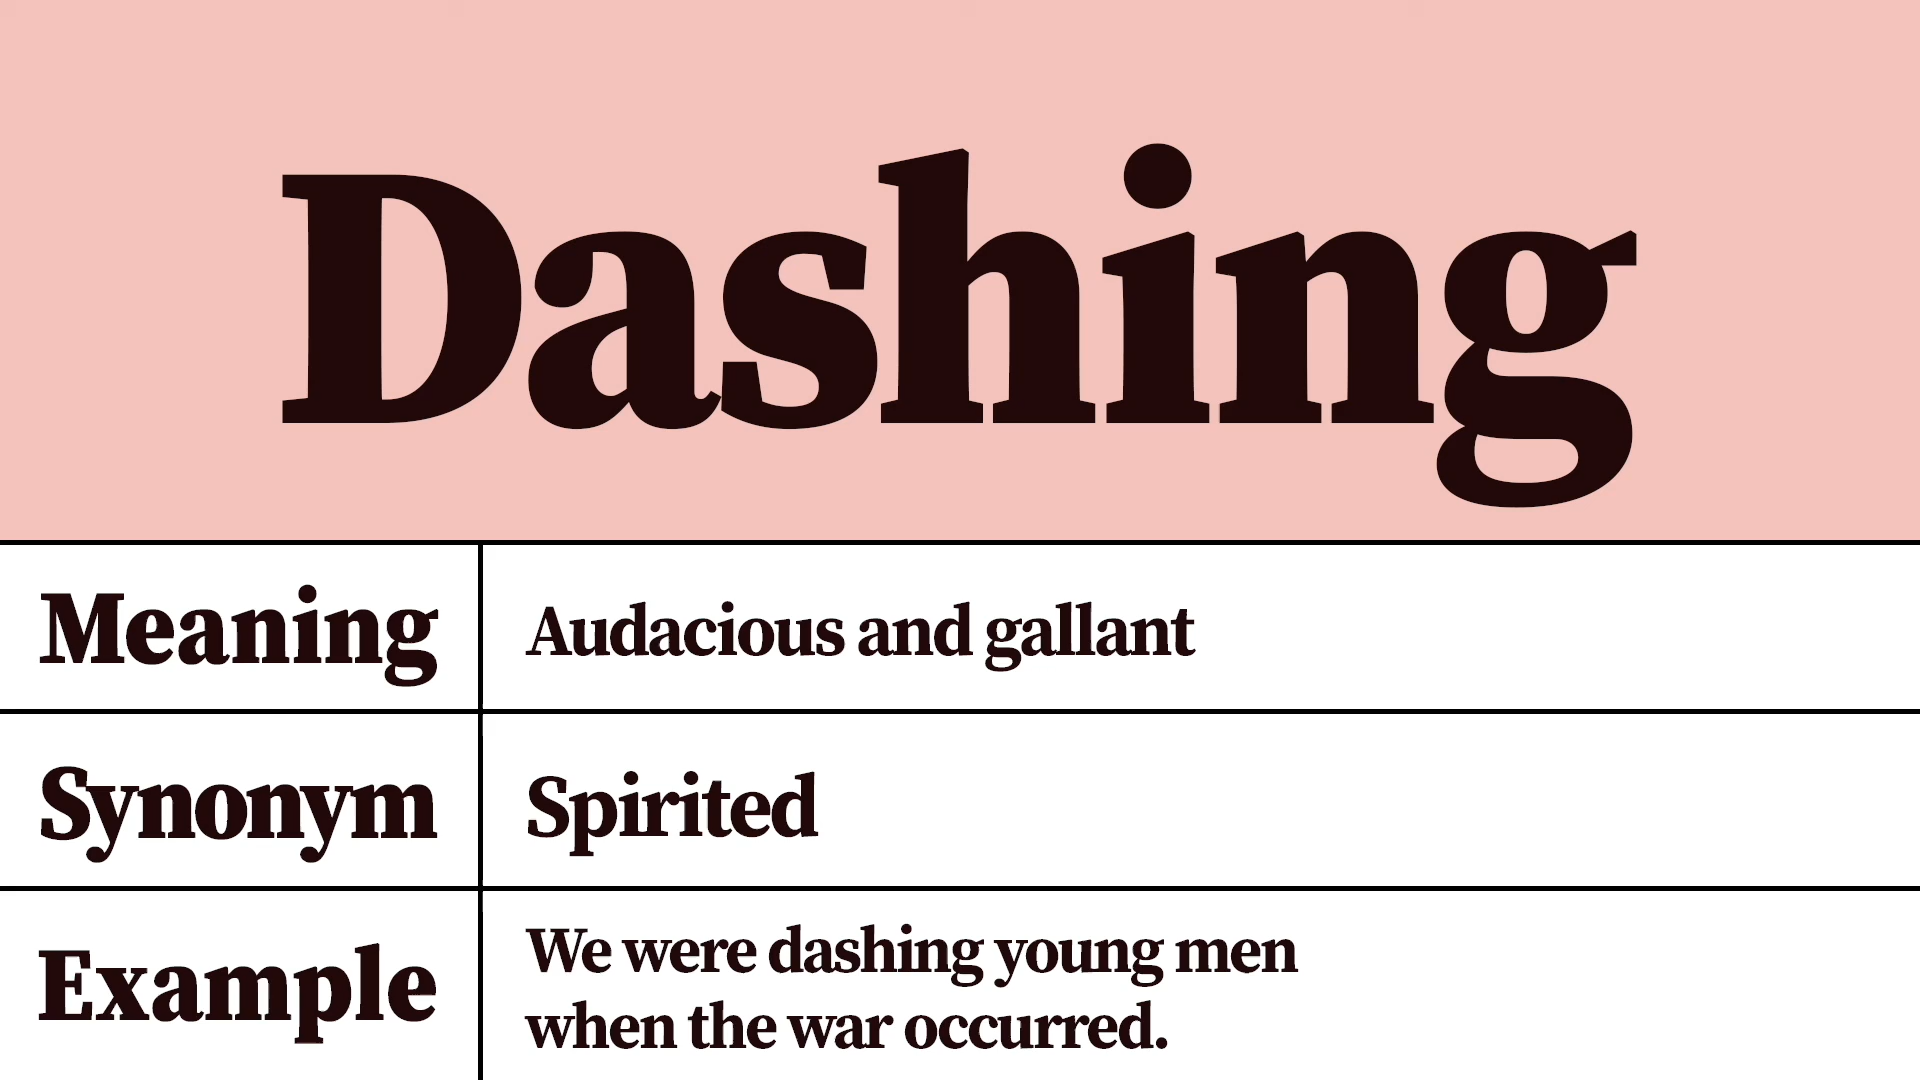 Dashing
Meaning
Audacious and gallant
Synonym
Spirited
Example
We were dashing young men
when the war occurred.